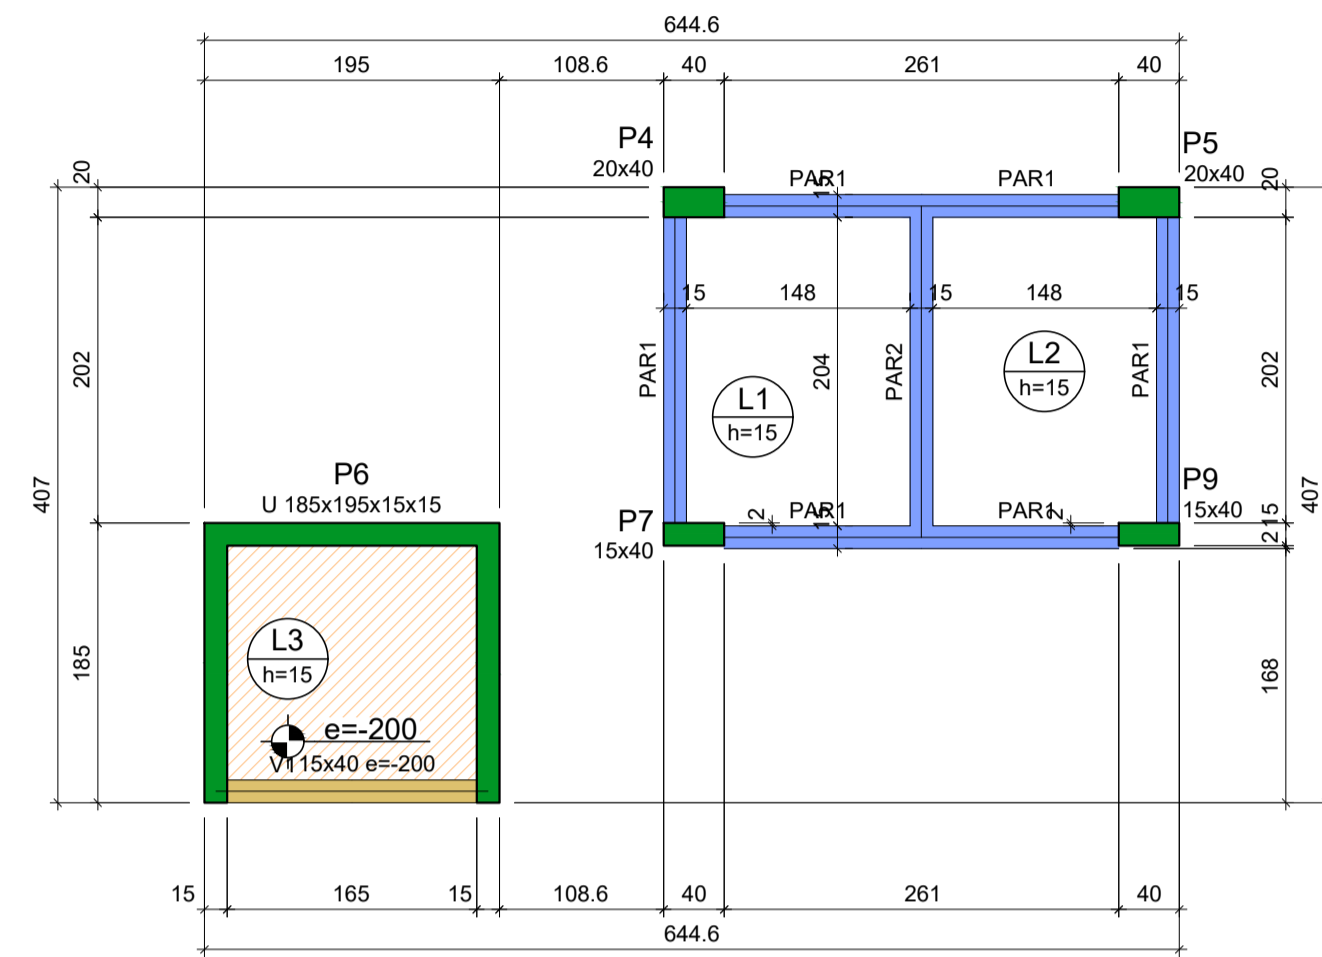 644.6
195 108.6 40 261 40
P4 P5
20x40 20x40
20 PAR1 15 PAR1 20
15 148 15 148 15
PAR1 202 204 PAR2 PAR1 202
L2
h=15
L1
h=15
P6
U 185x195x15x15
407 407
P7
15x40
2 PAR1 15 PAR1 2
P9
15x40
15
2
L3
h=15
185 168
e=-200
V1 15x40 e=-200
15 165 15 108.6 40 261 40
644.6